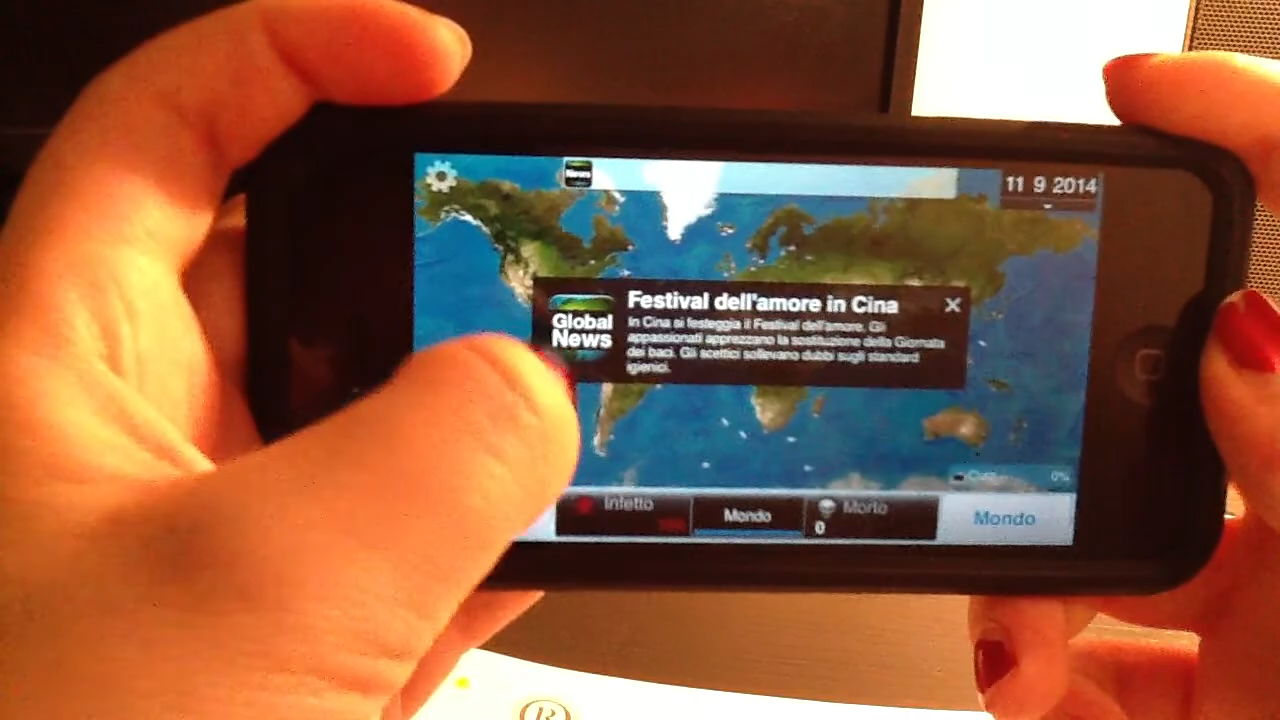 News
11 9 2014
Global
News
Festival dell'amore in Cina
In Cina si festeggia il Festival dell'amore. Gli
appassionati apprezzano la sostituzione della Giornata
dei baci. Gli scettici sollevano dubbi sugli standard
igienici.
Cura 0%
Infetto
Mondo
Morto
0
Mondo
R